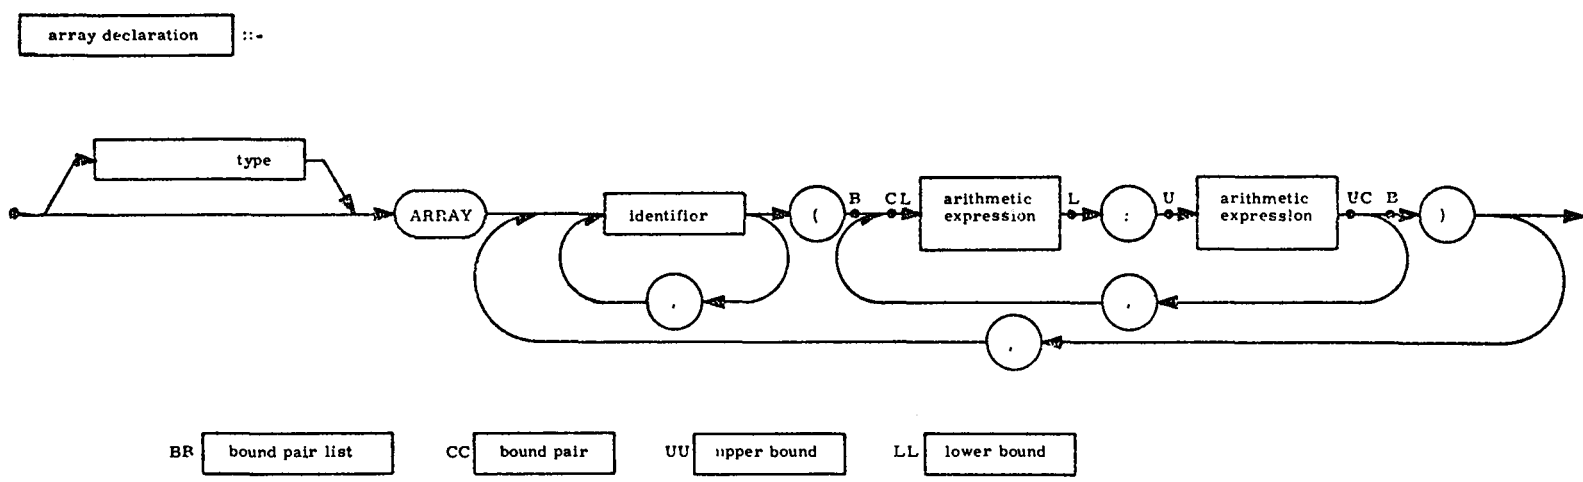 array declaration ::=
type
ARRAY
identifier
(
B
C L
arithmetic
expression
L
:
U
arithmetic
expression
UC B
)
,
,
,
BB bound pair list
CC bound pair
UU upper bound
LL lower bound